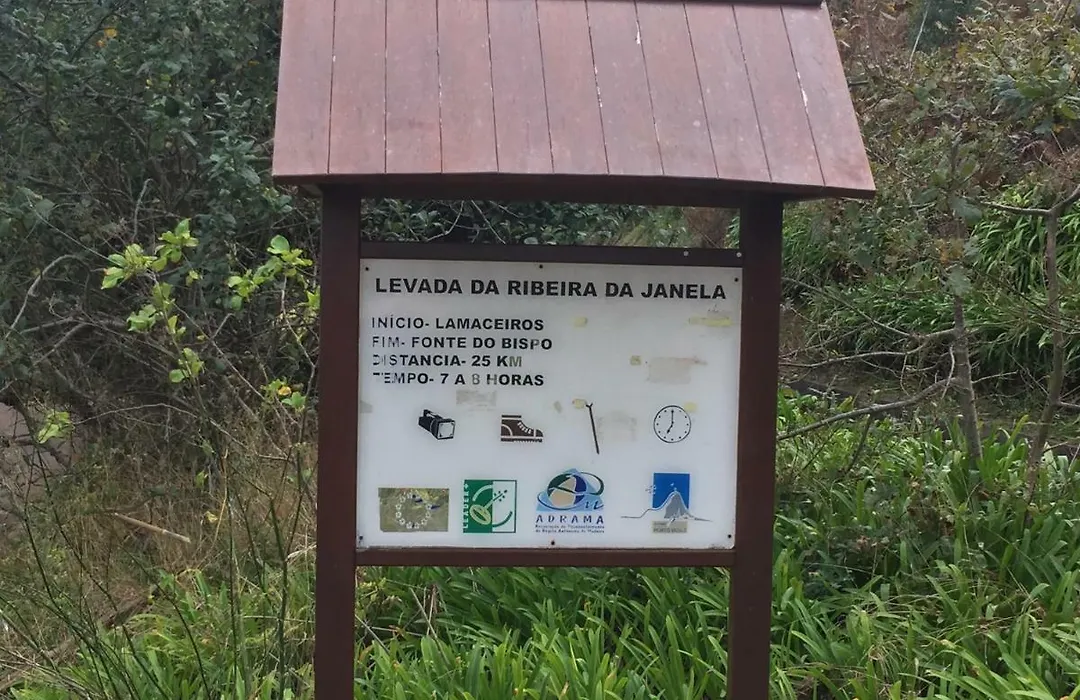 LEVADA DA RIBEIRA DA JANELA
INÍCIO- LAMACEIROS
FIM- FONTE DO BISPO
DISTANCIA- 25 KM
TEMPO- 7 A 8 HORAS
LEADER+
ADRAMA